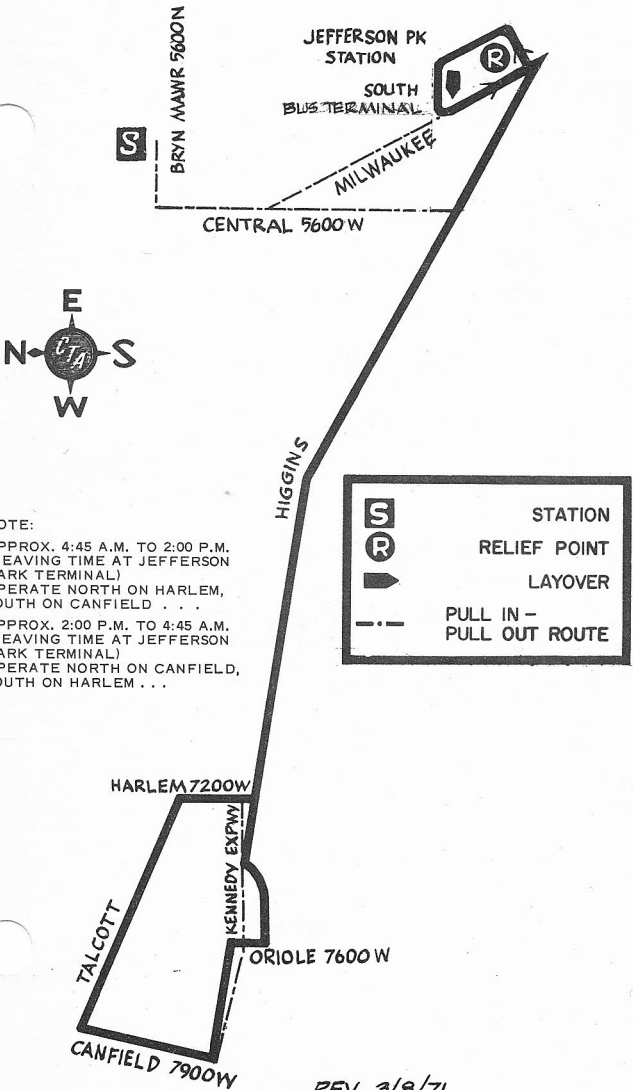 BRYN MAWR 5600N
JEFFERSON PK
STATION
R
SOUTH
BUS TERMINAL
S
MILWAUKEE
CENTRAL 5600W
E
N CTA S
W
HIGGINS
S STATION
R RELIEF POINT
LAYOVER
PULL IN –
PULL OUT ROUTE
OTE:
PPROX. 4:45 A.M. TO 2:00 P.M.
EAVING TIME AT JEFFERSON
ARK TERMINAL)
PERATE NORTH ON HARLEM,
OUTH ON CANFIELD . . .
PPROX. 2:00 P.M. TO 4:45 A.M.
EAVING TIME AT JEFFERSON
ARK TERMINAL)
PERATE NORTH ON CANFIELD,
OUTH ON HARLEM . . .
HARLEM 7200W
KENNEDY EXPWY
TALCOTT
ORIOLE 7600 W
CANFIELD 7900W
REV. 3/8/71